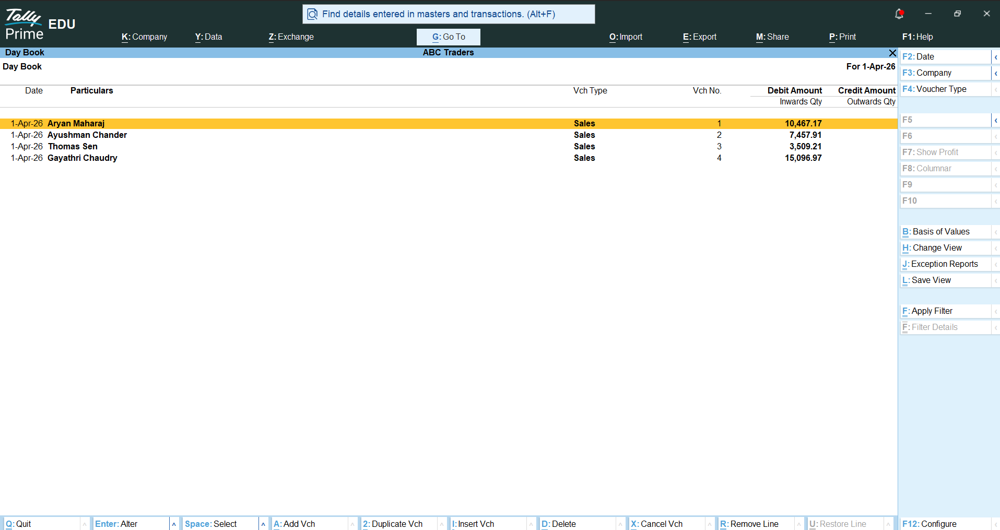 Tally Prime EDU
Find details entered in masters and transactions. (Alt+F)
K: Company Y: Data Z: Exchange G: Go To O: Import E: Export M: Share P: Print F1: Help
Day Book ABC Traders
Day Book For 1-Apr-26
Date Particulars Vch Type Vch No. Debit Amount Credit Amount
Inwards Qty Outwards Qty
1-Apr-26 Aryan Maharaj Sales 1 10,467.17
1-Apr-26 Ayushman Chander Sales 2 7,457.91
1-Apr-26 Thomas Sen Sales 3 3,509.21
1-Apr-26 Gayathri Chaudry Sales 4 15,096.97
F2: Date
F3: Company
F4: Voucher Type
F5
F6
F7: Show Profit
F8: Columnar
F9
F10
B: Basis of Values
H: Change View
J: Exception Reports
L: Save View
F: Apply Filter
F: Filter Details
Q: Quit Enter: Alter Space: Select A: Add Vch 2: Duplicate Vch I: Insert Vch D: Delete X: Cancel Vch R: Remove Line U: Restore Line F12: Configure